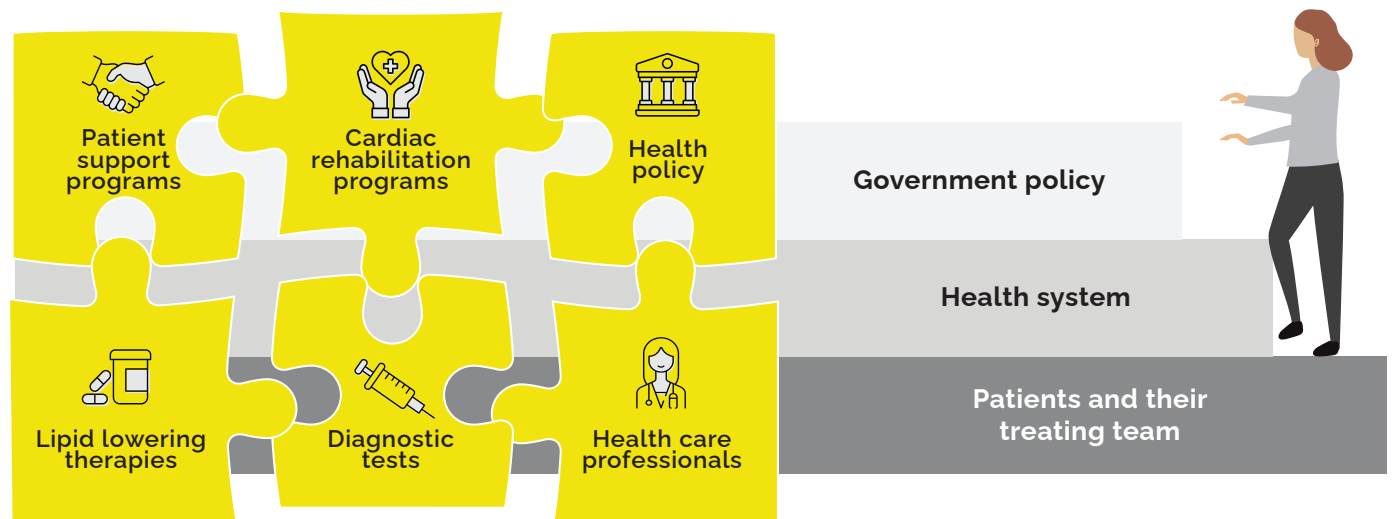 Patient
support
programs
Cardiac
rehabilitation
programs
Health
policy
Government policy
Health system
Lipid lowering
therapies
Diagnostic
tests
Health care
professionals
Patients and their
treating team